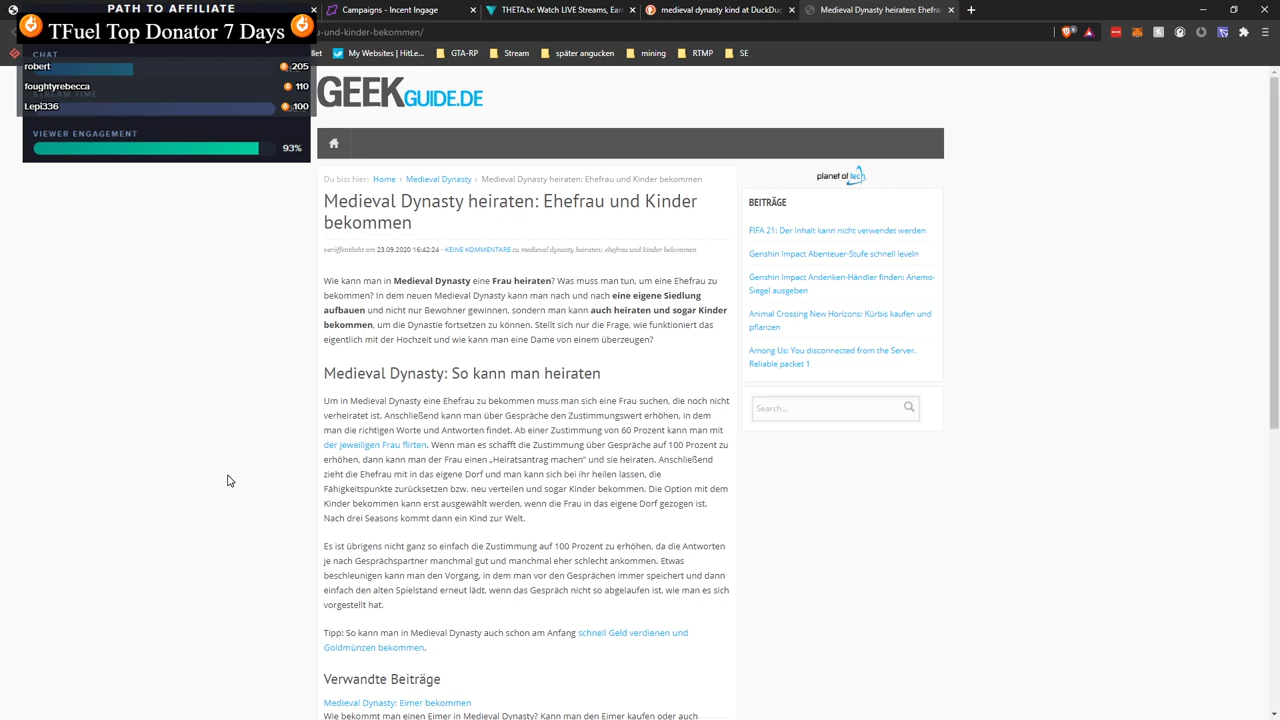 PATH TO AFFILIATE
TFuel Top Donator 7 Days
CHAT
robert 205
foughtyrebecca 110
STREAM TIME
Lepi336 100
VIEWER ENGAGEMENT
93%
Campaigns - Engage
THETA.tv: Watch LIVE Streams, Ear
medieval dynasty kind at DuckDuc
Medieval Dynasty heiraten: Ehefra
u-und-kinder-bekommen/
llet
My Websites | HitLe...
GTA-RP
Stream
später angucken
mining
RTMP
SE
GEEKGUIDE.DE
Du bist hier: Home › Medieval Dynasty › Medieval Dynasty heiraten: Ehefrau und Kinder bekommen
Medieval Dynasty heiraten: Ehefrau und Kinder
bekommen
veröffentlicht am 23.09.2020 16:42:24 - KEINE KOMMENTARE zu medieval dynasty heiraten: ehefrau und kinder bekommen
Wie kann man in Medieval Dynasty eine Frau heiraten? Was muss man tun, um eine Ehefrau zu
bekommen? In dem neuen Medieval Dynasty kann man nach und nach eine eigene Siedlung
aufbauen und nicht nur Bewohner gewinnen, sondern man kann auch heiraten und sogar Kinder
bekommen, um die Dynastie fortsetzen zu können. Stellt sich nur die Frage, wie funktioniert das
eigentlich mit der Hochzeit und wie kann man eine Dame von einem überzeugen?
Medieval Dynasty: So kann man heiraten
Um in Medieval Dynasty eine Ehefrau zu bekommen muss man sich eine Frau suchen, die noch nicht
verheiratet ist. Anschließend kann man über Gespräche den Zustimmungswert erhöhen, in dem
man die richtigen Worte und Antworten findet. Ab einer Zustimmung von 60 Prozent kann man mit
der jeweiligen Frau flirten. Wenn man es schafft die Zustimmung über Gespräche auf 100 Prozent zu
erhöhen, dann kann man der Frau einen „Heiratsantrag machen“ und sie heiraten. Anschließend
zieht die Ehefrau mit in das eigene Dorf und man kann sich bei ihr heilen lassen, die
Fähigkeitspunkte zurücksetzen bzw. neu verteilen und sogar Kinder bekommen. Die Option mit dem
Kinder bekommen kann erst ausgewählt werden, wenn die Frau in das eigene Dorf gezogen ist.
Nach drei Seasons kommt dann ein Kind zur Welt.
Es ist übrigens nicht ganz so einfach die Zustimmung auf 100 Prozent zu erhöhen, da die Antworten
je nach Gesprächspartner manchmal gut und manchmal eher schlecht ankommen. Etwas
beschleunigen kann man den Vorgang, in dem man vor den Gesprächen immer speichert und dann
einfach den alten Spielstand erneut lädt, wenn das Gespräch nicht so abgelaufen ist, wie man es sich
vorgestellt hat.
Tipp: So kann man in Medieval Dynasty auch schon am Anfang schnell Geld verdienen und
Goldmünzen bekommen.
Verwandte Beiträge
Medieval Dynasty: Eimer bekommen
Wie bekommt man einen Eimer in Medieval Dynasty? Kann man den Eimer kaufen oder auch
planet of tech
BEITRÄGE
FIFA 21: Der Inhalt kann nicht verwendet werden
Genshin Impact Abenteuer-Stufe schnell leveln
Genshin Impact Andenken-Händler finden: Anemo-
Siegel ausgeben
Animal Crossing New Horizons: Kürbis kaufen und
pflanzen
Among Us: You disconnected from the Server.
Reliable packet 1
Search...